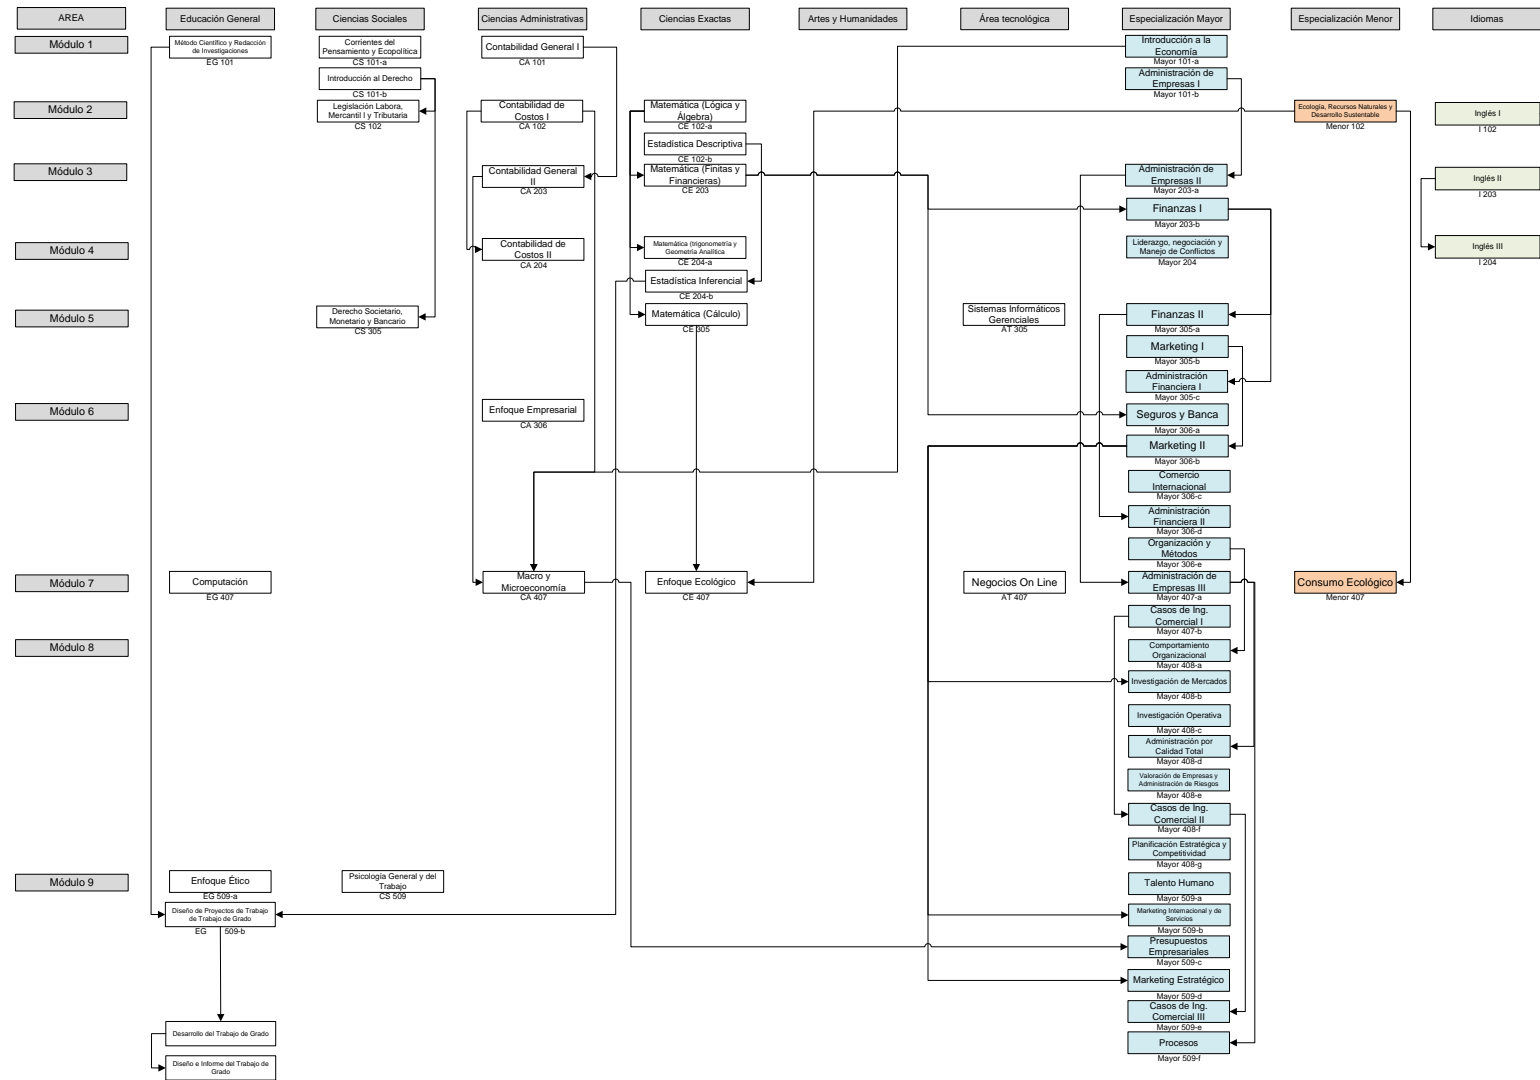 AREA
Educación General
Ciencias Sociales
Ciencias Administrativas
Ciencias Exactas
Artes y Humanidades
Área tecnológica
Especialización Mayor
Especialización Menor
Idiomas
Módulo 1
Método Científico y Redacción
de Investigaciones
EG 101
Corrientes del
Pensamiento y Ecopolítica
CS 101-a
Contabilidad General I
CA 101
Introducción a la
Economía
Mayor 101-a
Introducción al Derecho
CS 101-b
Administración de
Empresas I
Mayor 101-b
Módulo 2
Legislación Labora,
Mercantil I y Tributaria
CS 102
Contabilidad de
Costos I
CA 102
Matemática (Lógica y
Álgebra)
CE 102-a
Ecología, Recursos Naturales y
Desarrollo Sustentable
Menor 102
Inglés I
I 102
Estadística Descriptiva
CE 102-b
Módulo 3
Contabilidad General
II
CA 203
Matemática (Finitas y
Financieras)
CE 203
Administración de
Empresas II
Mayor 203-a
Inglés II
I 203
Finanzas I
Mayor 203-b
Módulo 4
Contabilidad de
Costos II
CA 204
Matemática (trigonometría y
Geometría Analítica
CE 204-a
Liderazgo, negociación y
Manejo de Conflictos
Mayor 204
Inglés III
I 204
Estadística Inferencial
CE 204-b
Módulo 5
Derecho Societario,
Monetario y Bancario
CS 305
Matemática (Cálculo)
CE 305
Sistemas Informáticos
Gerenciales
AT 305
Finanzas II
Mayor 305-a
Marketing I
Mayor 305-b
Administración
Financiera I
Mayor 305-c
Módulo 6
Enfoque Empresarial
CA 306
Seguros y Banca
Mayor 306-a
Marketing II
Mayor 306-b
Comercio
Internacional
Mayor 306-c
Administración
Financiera II
Mayor 306-d
Organización y
Métodos
Mayor 306-e
Módulo 7
Computación
EG 407
Macro y
Microeconomía
CA 407
Enfoque Ecológico
CE 407
Negocios On Line
AT 407
Administración de
Empresas III
Mayor 407-a
Consumo Ecológico
Menor 407
Casos de Ing.
Comercial I
Mayor 407-b
Módulo 8
Comportamiento
Organizacional
Mayor 408-a
Investigación de Mercados
Mayor 408-b
Investigación Operativa
Mayor 408-c
Administración por
Calidad Total
Mayor 408-d
Valoración de Empresas y
Administración de Riesgos
Mayor 408-e
Casos de Ing.
Comercial II
Mayor 408-f
Planificación Estratégica y
Competitividad
Mayor 408-g
Módulo 9
Enfoque Ético
EG 509-a
Psicología General y del
Trabajo
CS 509
Talento Humano
Mayor 509-a
Diseño de Proyectos de Trabajo
de Trabajo de Grado
EG 509-b
Marketing Internacional y de
Servicios
Mayor 509-b
Presupuestos
Empresariales
Mayor 509-c
Marketing Estratégico
Mayor 509-d
Casos de Ing.
Comercial III
Mayor 509-e
Desarrollo del Trabajo de Grado
Procesos
Mayor 509-f
Diseño e Informe del Trabajo de
Grado